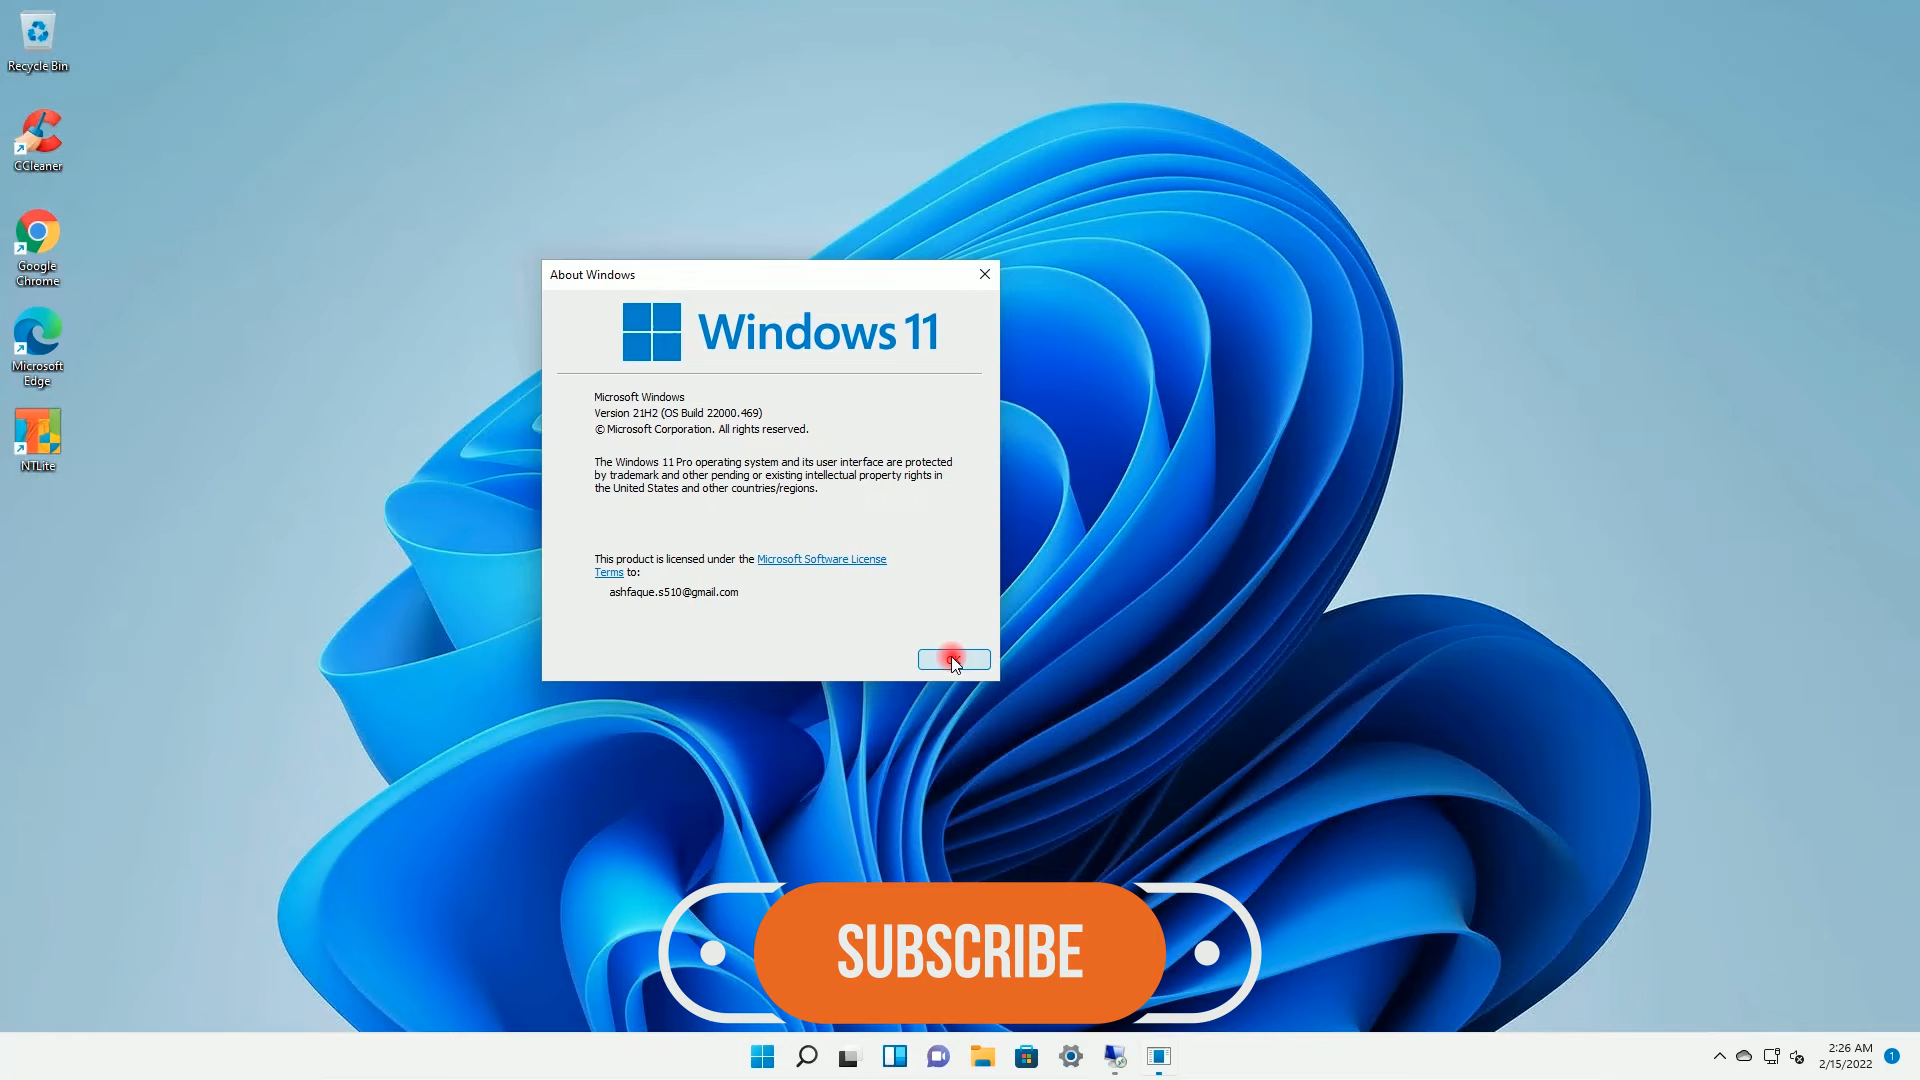 Recycle Bin
CCleaner
Google
Chrome
Microsoft
Edge
NTLite
About Windows
Windows 11
Microsoft Windows
Version 21H2 (OS Build 22000.469)
© Microsoft Corporation. All rights reserved.
The Windows 11 Pro operating system and its user interface are protected
by trademark and other pending or existing intellectual property rights in
the United States and other countries/regions.
This product is licensed under the Microsoft Software License
Terms to:
ashfaque.s510@gmail.com
SUBSCRIBE
2:26 AM
2/15/2022
1